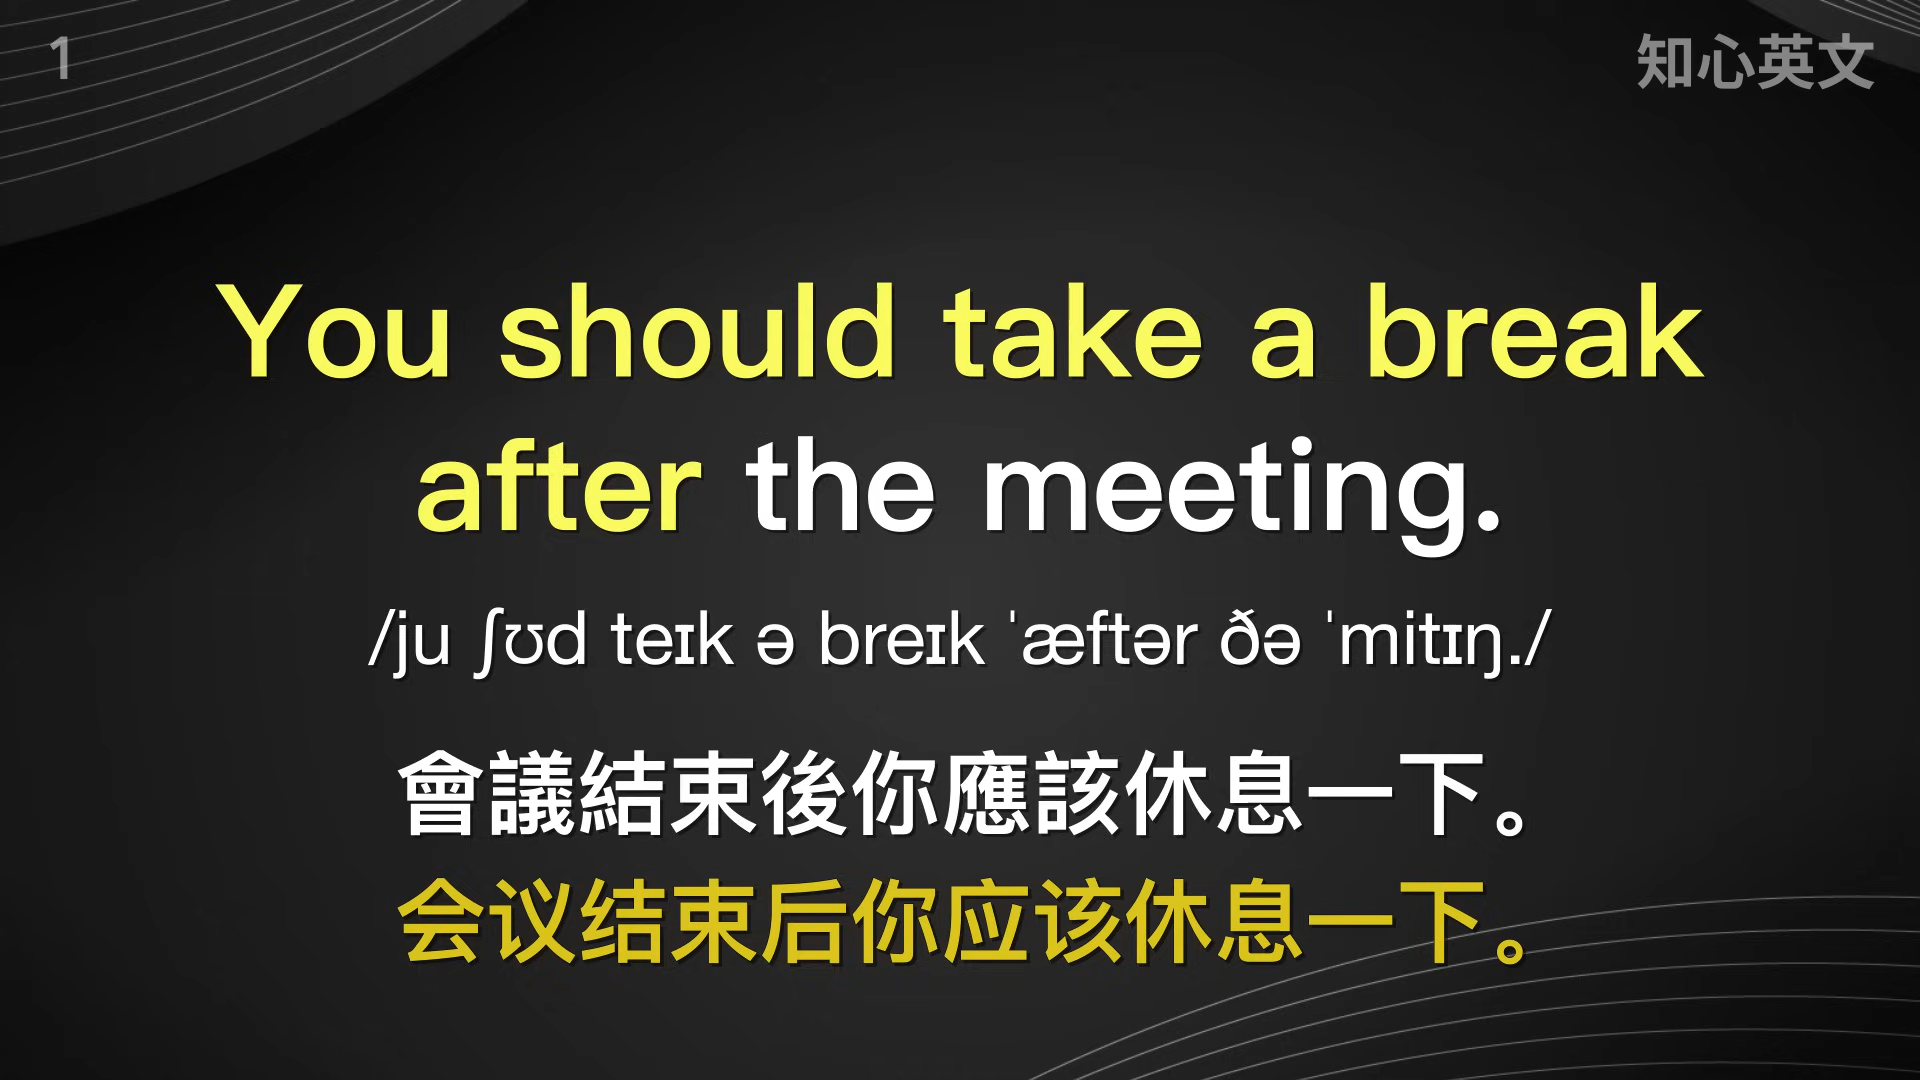 1
知心英文
You should take a break
after the meeting.
/ju ʃʊd teɪk ə breɪk ˈæftər ðə ˈmitɪŋ./
會議結束後你應該休息一下。
会议结束后你应该休息一下。